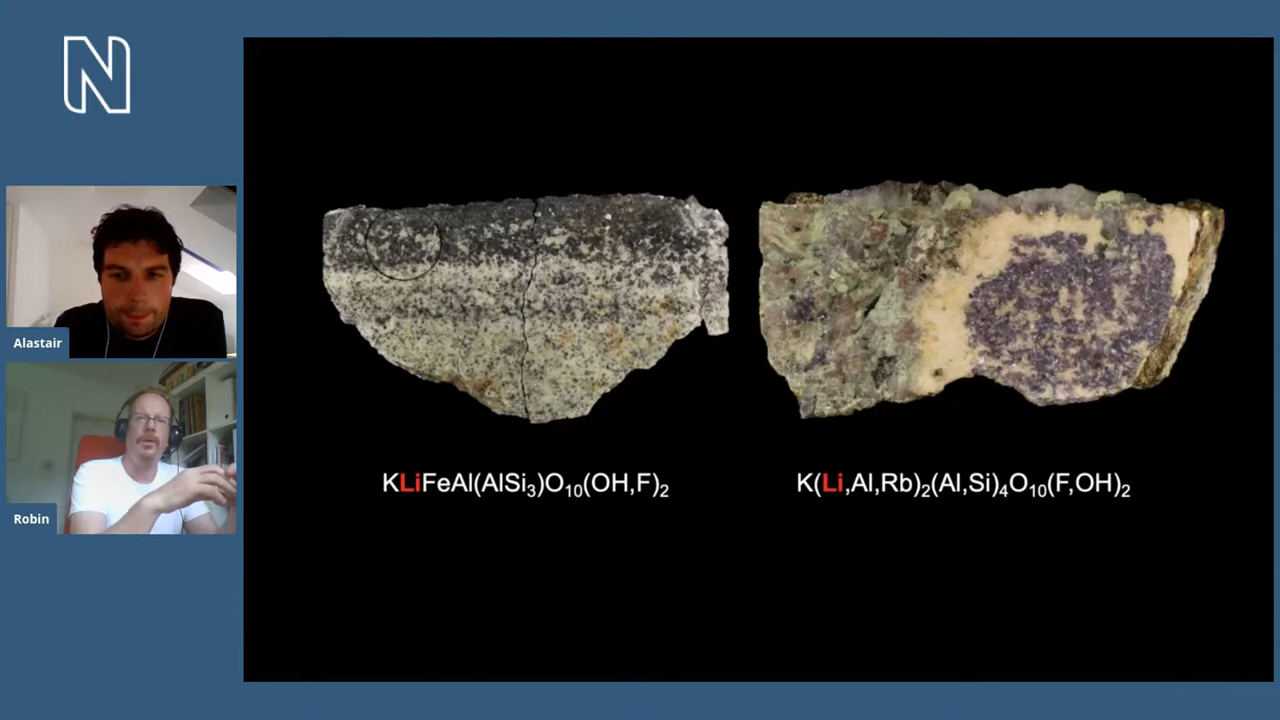 N
Alastair
Robin
KLiFeAl(AlSi₃)O₁₀(OH,F)₂
K(Li,Al,Rb)₂(Al,Si)₄O₁₀(F,OH)₂